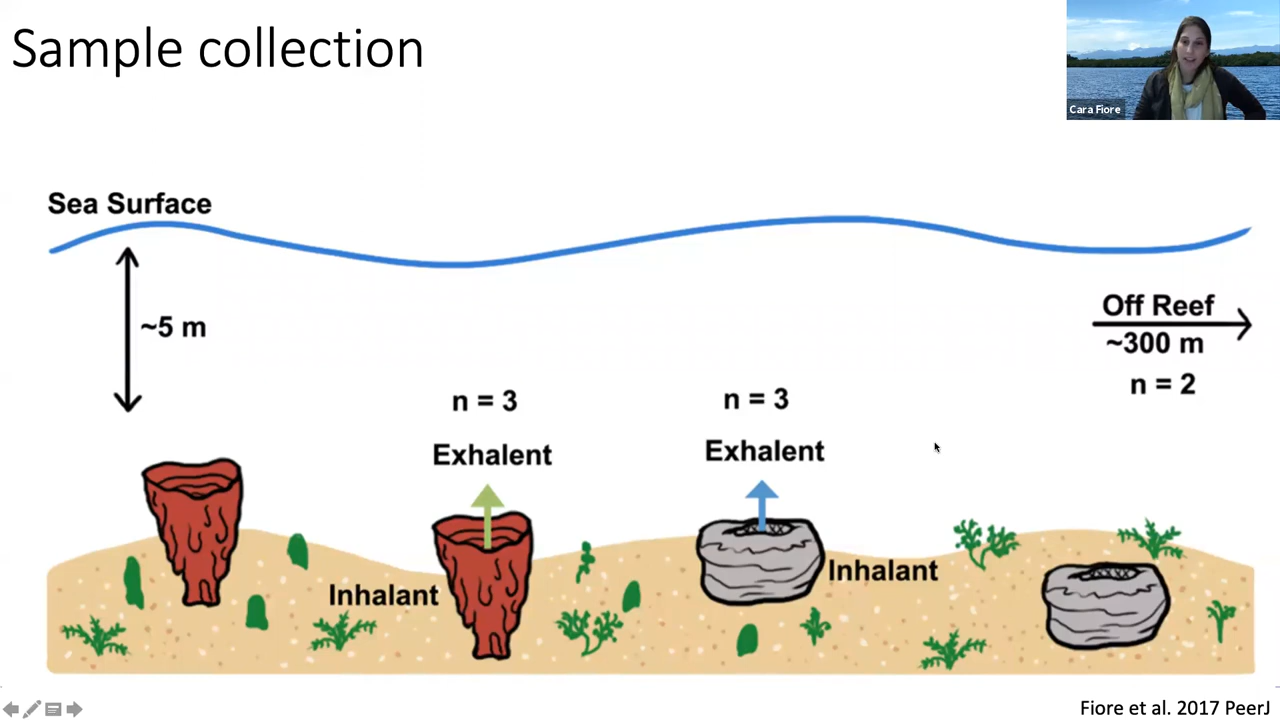 Sample collection
Cara Fiore
Sea Surface
~5 m
Off Reef
~300 m
n = 2
n = 3
Exhalent
n = 3
Exhalent
Inhalant
Inhalant
Fiore et al. 2017 PeerJ